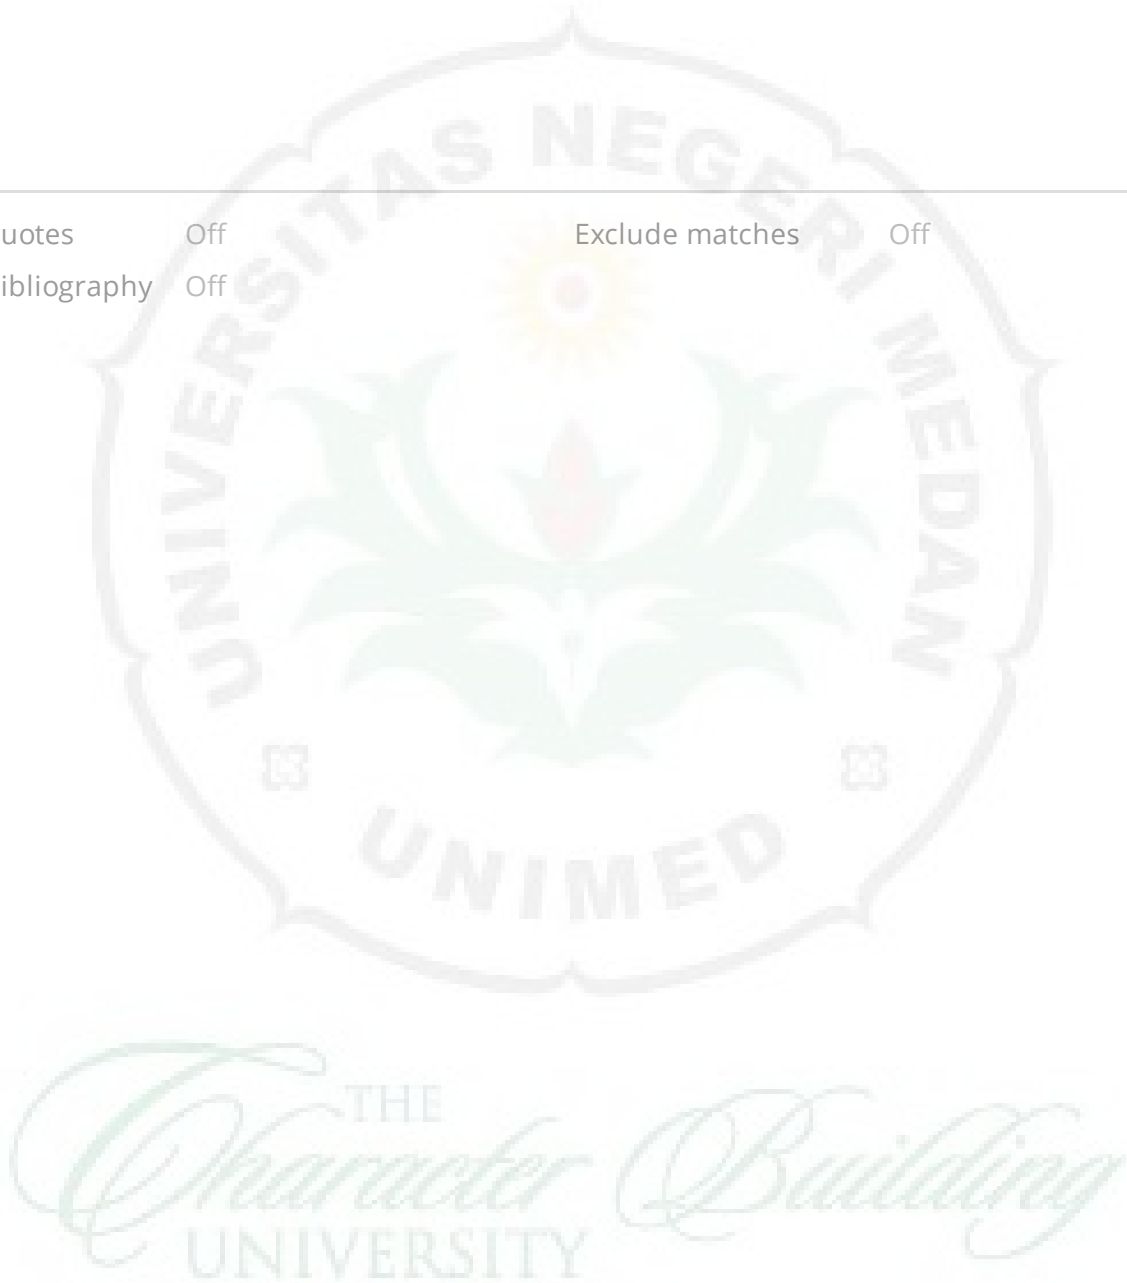 UNIVERSITAS NEGERI MEDAN
uotes Off Exclude matches Off
ibliography Off
UNIMED
THE
Character Building
UNIVERSITY